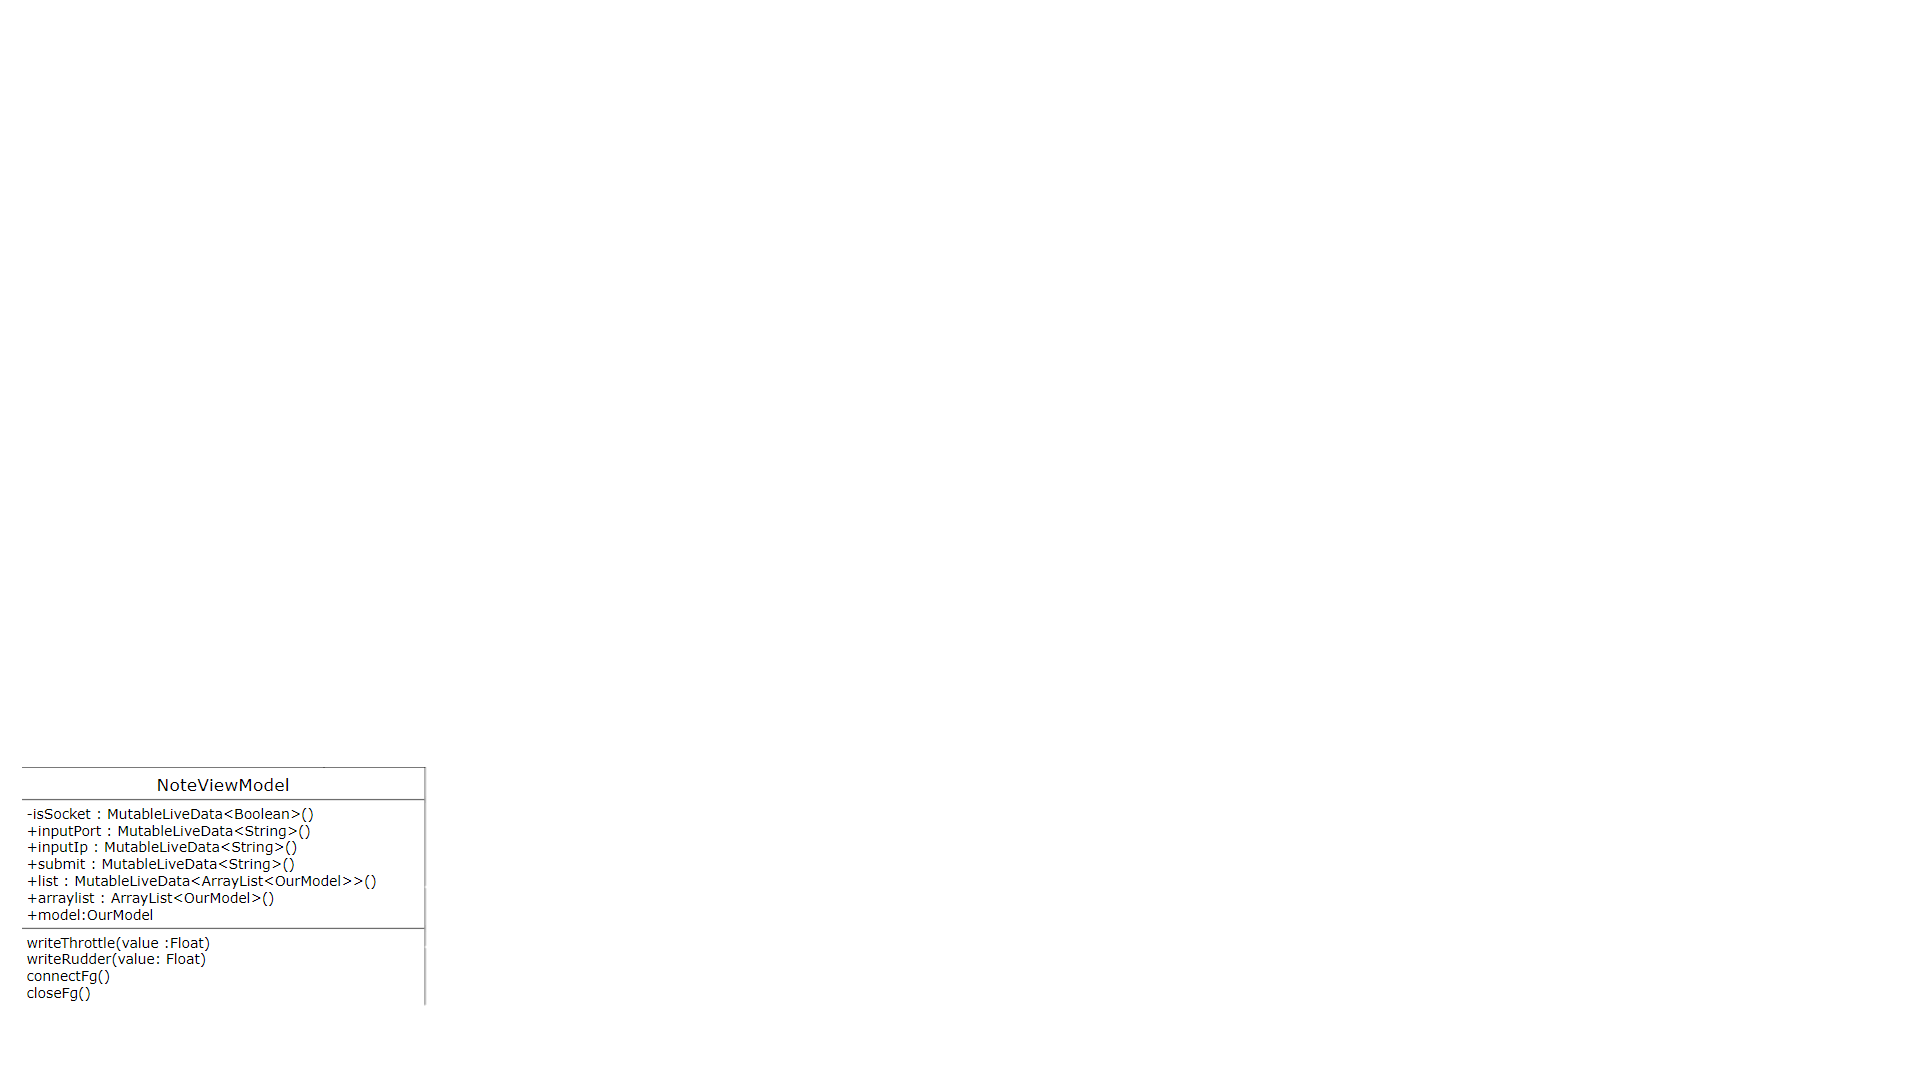 NoteViewModel
-isSocket : MutableLiveData<Boolean>()
+inputPort : MutableLiveData<String>()
+inputIp : MutableLiveData<String>()
+submit : MutableLiveData<String>()
+list : MutableLiveData<ArrayList<OurModel>>()
+arraylist : ArrayList<OurModel>()
+model:OurModel
writeThrottle(value :Float)
writeRudder(value: Float)
connectFg()
closeFg()